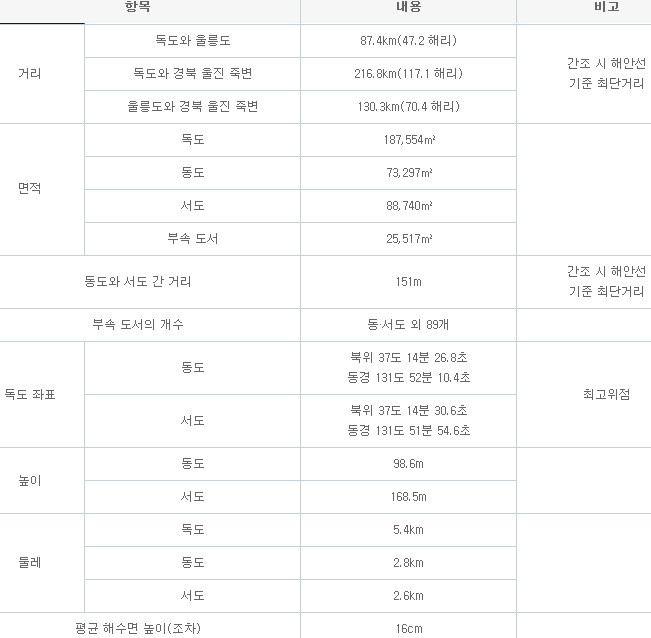 항목 내용 비고
거리
독도와 울릉도 87.4km(47.2 해리)
독도와 경북 울진 죽변 216.8km(117.1 해리)
울릉도와 경북 울진 죽변 130.3km(70.4 해리)
간조 시 해안선
기준 최단거리
면적
독도 187,554㎡
동도 73,297㎡
서도 88,740㎡
부속 도서 25,517㎡
동도와 서도 간 거리 151m
간조 시 해안선
기준 최단거리
부속 도서의 개수 동·서도 외 89개
독도 좌표
동도
북위 37도 14분 26.8초
동경 131도 52분 10.4초
서도
북위 37도 14분 30.6초
동경 131도 51분 54.6초
최고위점
높이
동도 98.6m
서도 168.5m
둘레
독도 5.4km
동도 2.8km
서도 2.6km
평균 해수면 높이(조차) 16cm